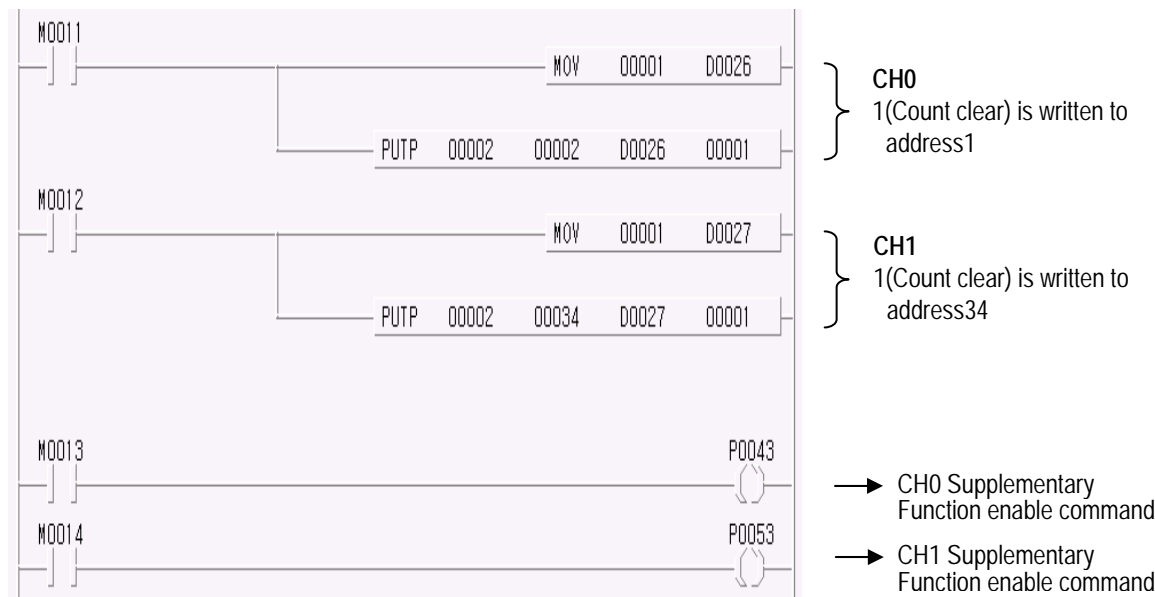 M0011
MOV 00001 D0026
CH0
1(Count clear) is written to
address1
PUTP 00002 00002 D0026 00001
M0012
MOV 00001 D0027
CH1
1(Count clear) is written to
address34
PUTP 00002 00034 D0027 00001
M0013
P0043
CH0 Supplementary
Function enable command
M0014
P0053
CH1 Supplementary
Function enable command